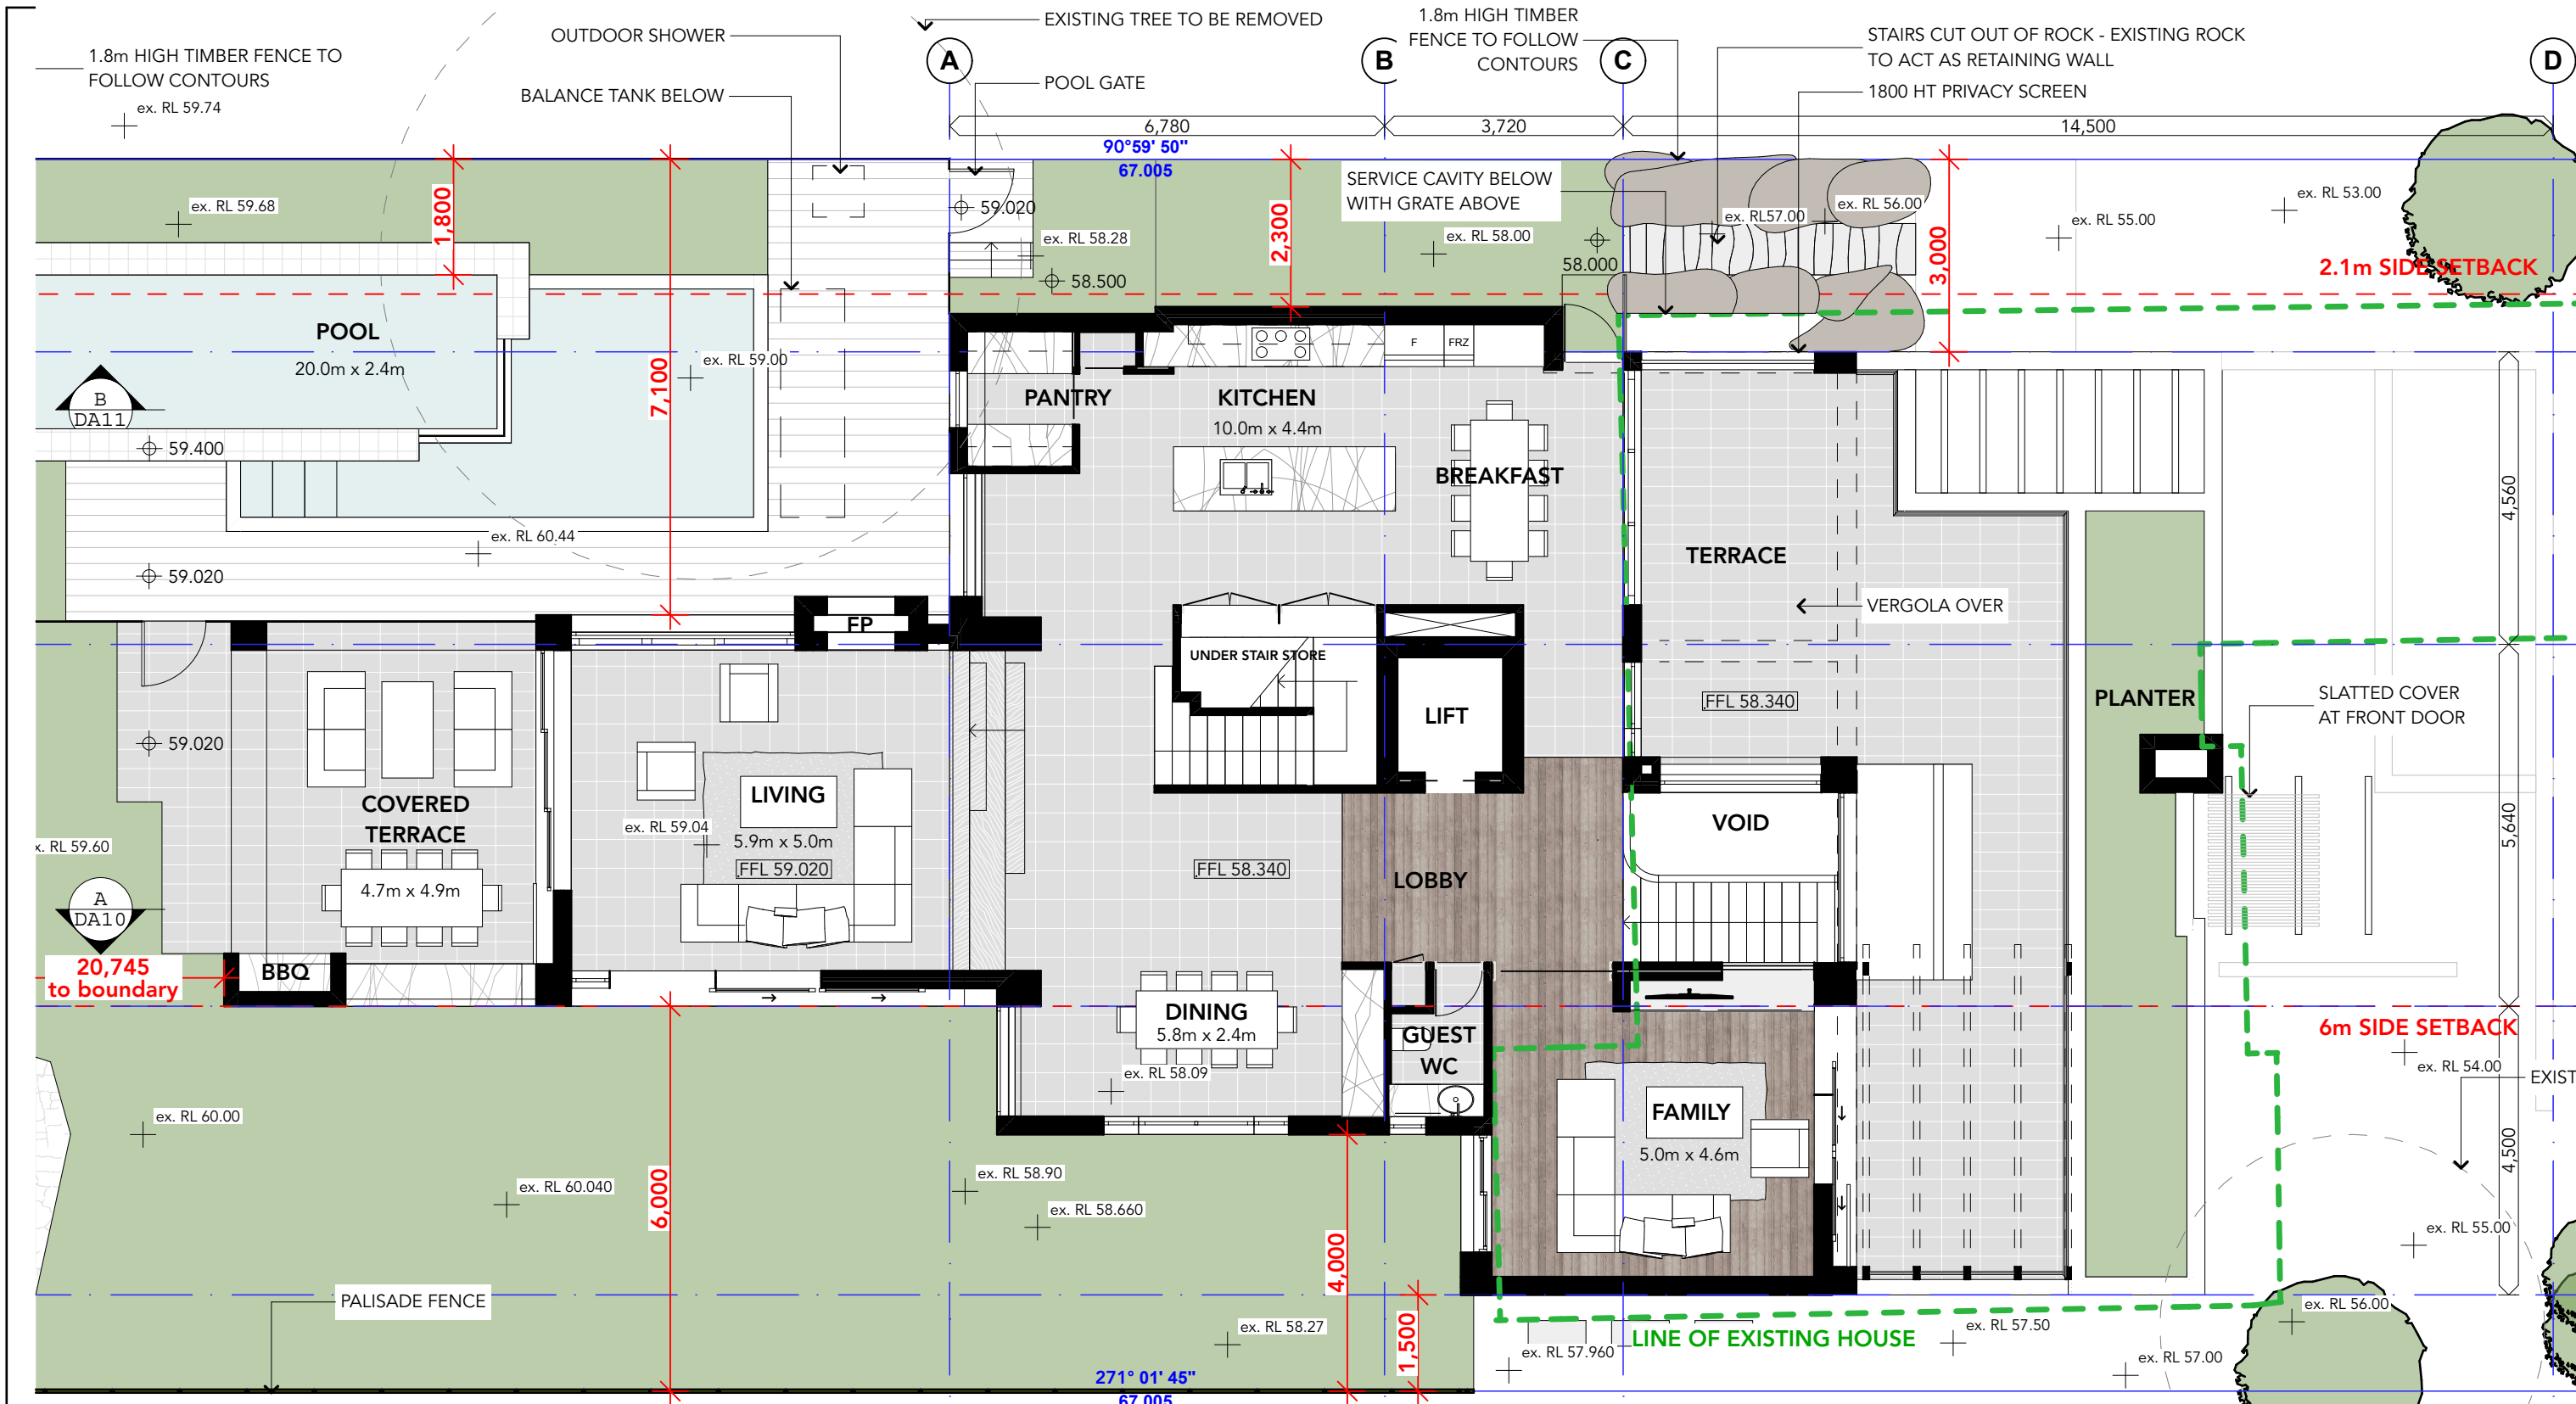 EXISTING TREE TO BE REMOVED
1.8m HIGH TIMBER
FENCE TO FOLLOW
CONTOURS
OUTDOOR SHOWER
STAIRS CUT OUT OF ROCK - EXISTING ROCK
TO ACT AS RETAINING WALL
1.8m HIGH TIMBER FENCE TO
FOLLOW CONTOURS
A
B
C
D
POOL GATE
BALANCE TANK BELOW
1800 HT PRIVACY SCREEN
ex. RL 59.74
6,780
3,720
14,500
90°59' 50"
67.005
SERVICE CAVITY BELOW
WITH GRATE ABOVE
ex. RL 59.68
1,800
59.020
2,300
ex. RL57.00
ex. RL 56.00
ex. RL 55.00
ex. RL 53.00
ex. RL 58.28
ex. RL 58.00
3,000
58.500
58.000
2.1m SIDE SETBACK
POOL
20.0m x 2.4m
ex. RL 59.00
7,100
F
FRZ
B
DA11
PANTRY
KITCHEN
10.0m x 4.4m
59.400
BREAKFAST
4,560
ex. RL 60.44
TERRACE
59.020
VERGOLA OVER
FP
UNDER STAIR STORE
59.020
LIFT
FFL 58.340
PLANTER
SLATTED COVER
AT FRONT DOOR
COVERED
TERRACE
LIVING
5.9m x 5.0m
FFL 59.020
ex. RL 59.04
VOID
5,640
x. RL 59.60
4.7m x 4.9m
FFL 58.340
LOBBY
A
DA10
20,745
to boundary
BBQ
DINING
5.8m x 2.4m
GUEST
WC
6m SIDE SETBACK
ex. RL 58.09
ex. RL 54.00
EXIST
FAMILY
5.0m x 4.6m
ex. RL 60.00
4,500
ex. RL 58.90
ex. RL 60.040
6,000
ex. RL 58.660
ex. RL 55.00
4,000
PALISADE FENCE
ex. RL 56.00
ex. RL 58.27
1,500
LINE OF EXISTING HOUSE
ex. RL 57.50
ex. RL 57.960
ex. RL 57.00
271° 01' 45"
67.005